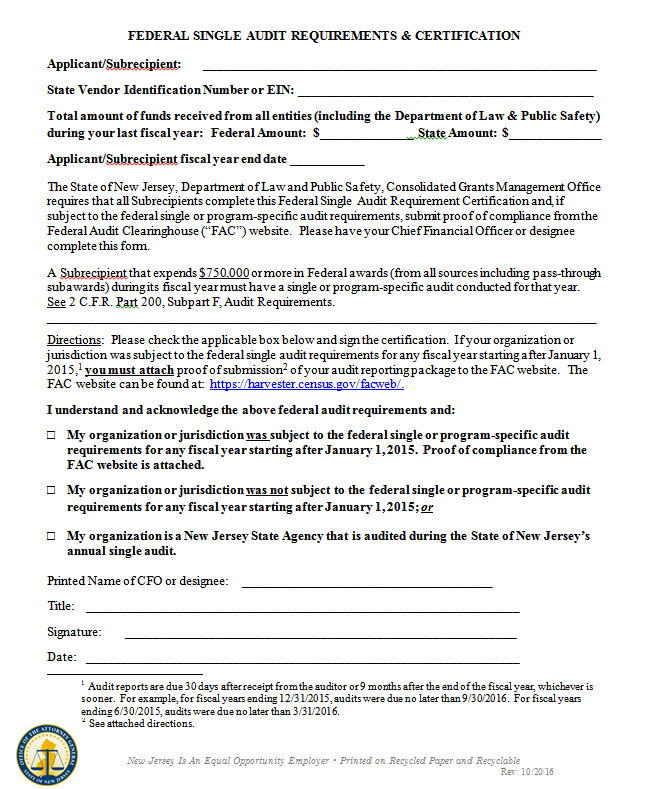 FEDERAL SINGLE AUDIT REQUIREMENTS & CERTIFICATION
Applicant/Subrecipient: ____________________
State Vendor Identification Number or EIN: ____________________
Total amount of funds received from all entities (including the Department of Law & Public Safety)
during your last fiscal year: Federal Amount: $______________ State Amount: $______________
Applicant/Subrecipient fiscal year end date ___________
The State of New Jersey, Department of Law and Public Safety, Consolidated Grants Management Office
requires that all Subrecipients complete this Federal Single Audit Requirement Certification and, if
subject to the federal single or program-specific audit requirements, submit proof of compliance from the
Federal Audit Clearinghouse (“FAC”) website. Please have your Chief Financial Officer or designee
complete this form.
A Subrecipient that expends $750,000 or more in Federal awards (from all sources including pass-through
subawards) during its fiscal year must have a single or program-specific audit conducted for that year.
See 2 C.F.R. Part 200, Subpart F, Audit Requirements.
Directions: Please check the applicable box below and sign the certification. If your organization or
jurisdiction was subject to the federal single audit requirements for any fiscal year starting after January 1,
2015,1 you must attach proof of submission2 of your audit reporting package to the FAC website. The
FAC website can be found at: https://harvester.census.gov/facweb/.
I understand and acknowledge the above federal audit requirements and:
□ My organization or jurisdiction was subject to the federal single or program-specific audit
requirements for any fiscal year starting after January 1, 2015. Proof of compliance from the
FAC website is attached.
□ My organization or jurisdiction was not subject to the federal single or program-specific audit
requirements for any fiscal year starting after January 1, 2015; or
□ My organization is a New Jersey State Agency that is audited during the State of New Jersey’s
annual single audit.
Printed Name of CFO or designee: ____________________
Title: ____________________
Signature: ____________________
Date: ____________________
1 Audit reports are due 30 days after receipt from the auditor or 9 months after the end of the fiscal year, whichever is
sooner. For example, for fiscal years ending 12/31/2015, audits were due no later than 9/30/2016. For fiscal years
ending 6/30/2015, audits were due no later than 3/31/2016.
2 See attached directions.
OFFICE OF THE ATTORNEY GENERAL
STATE OF NEW JERSEY
New Jersey Is An Equal Opportunity Employer • Printed on Recycled Paper and Recyclable
Rev: 10/20/16